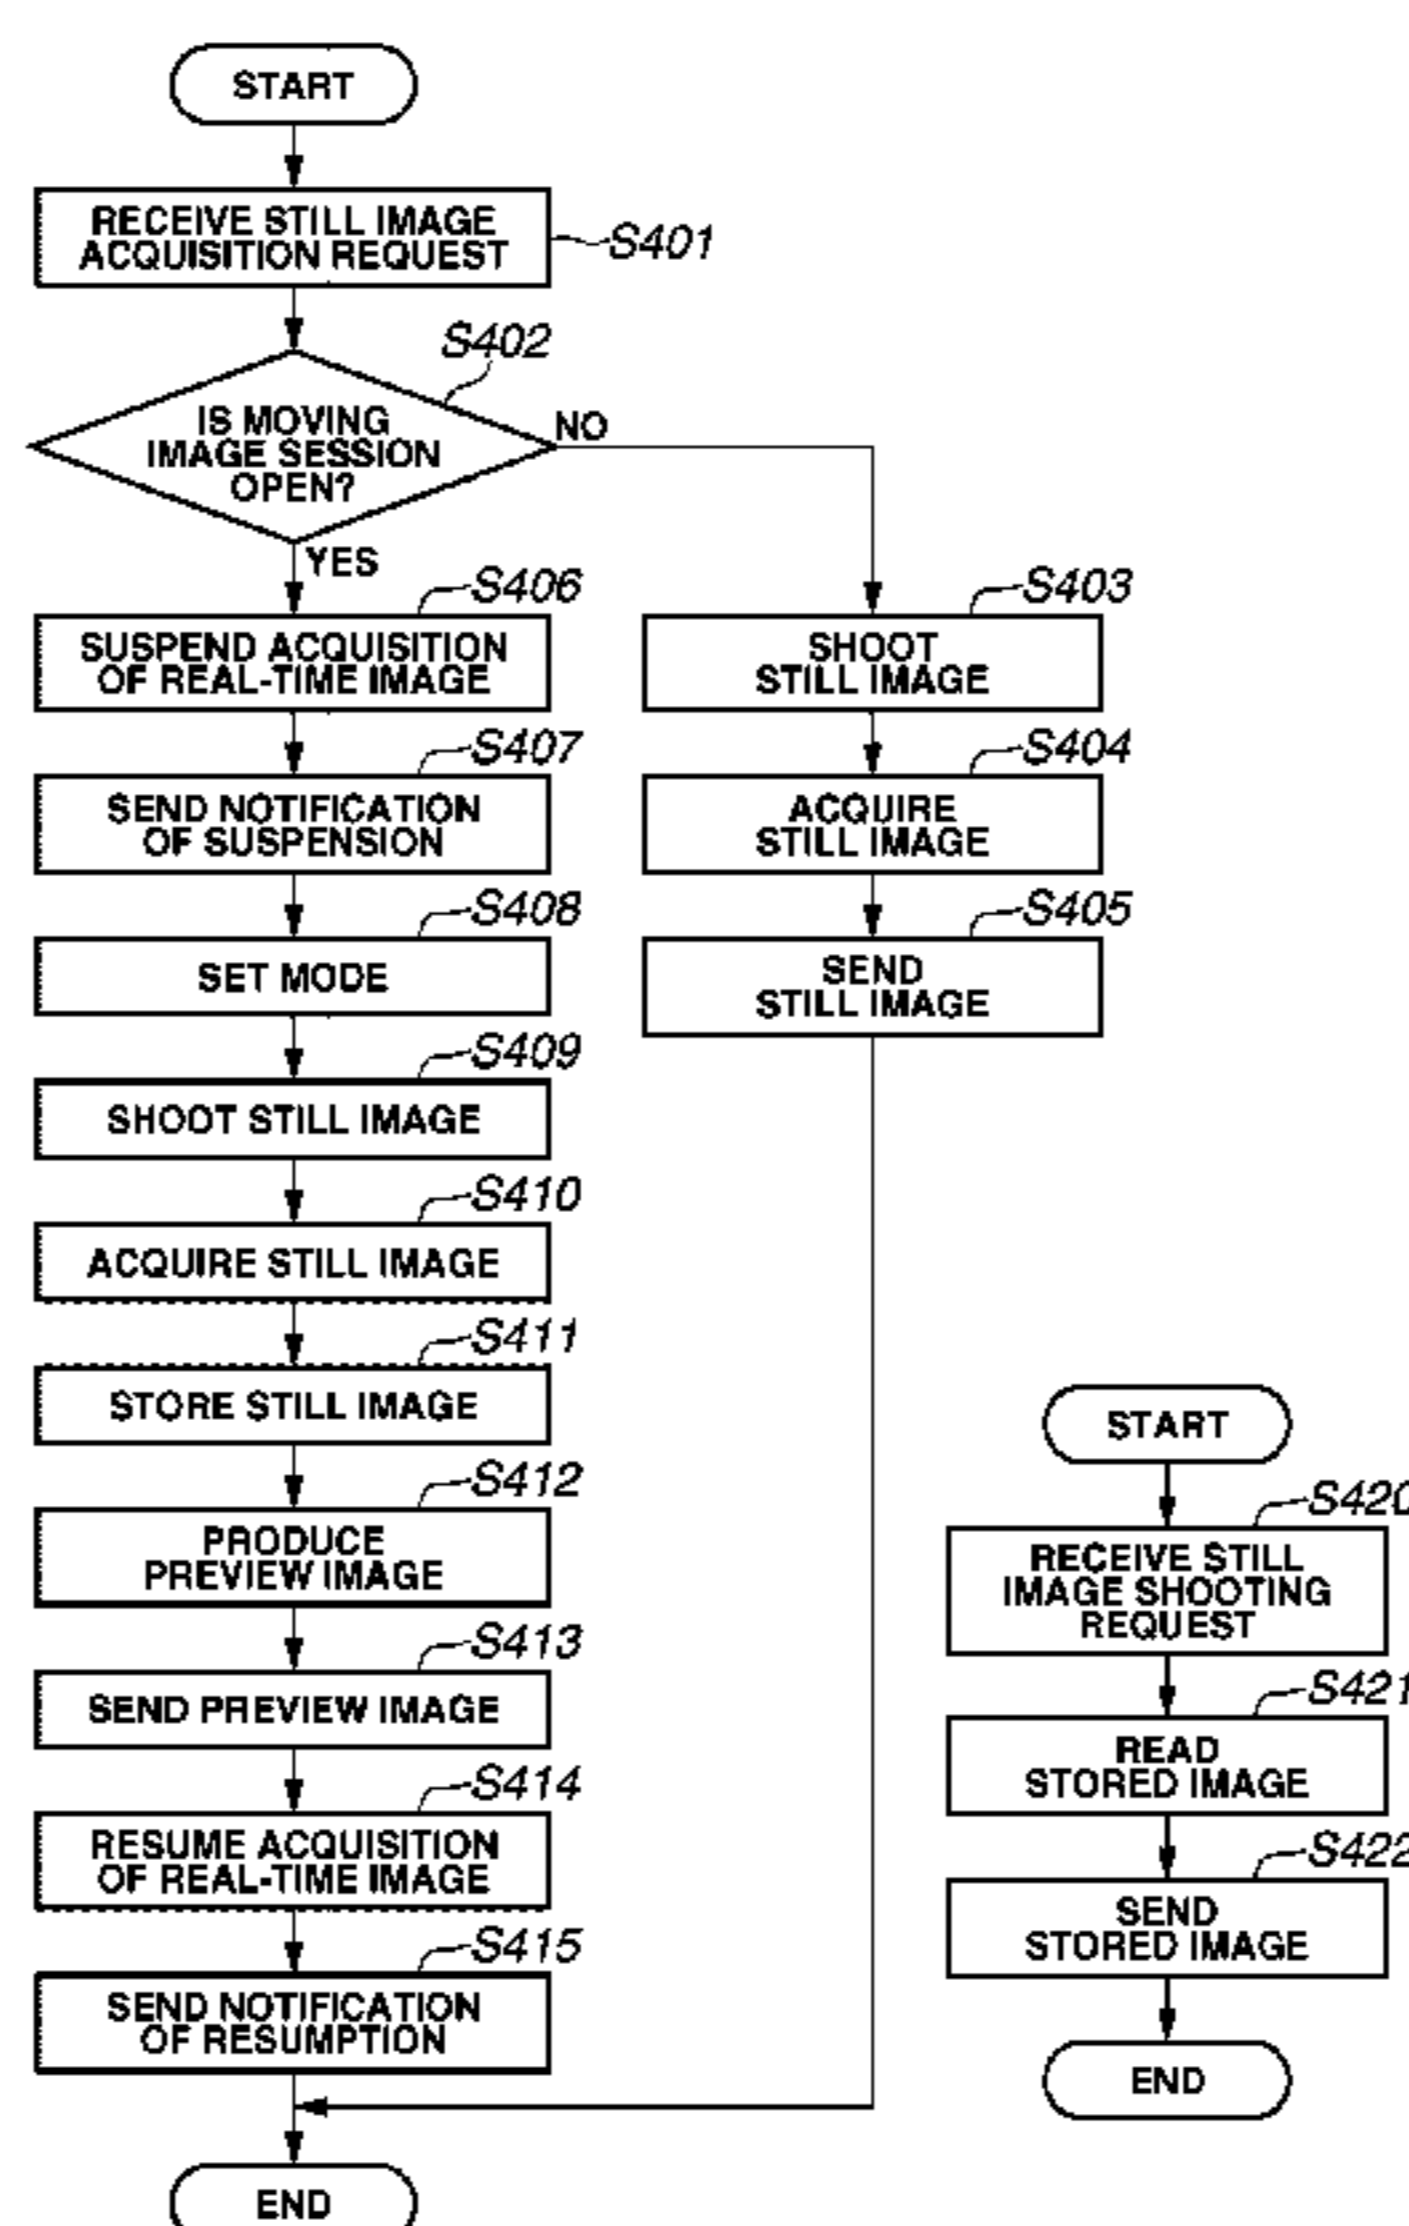 START
RECEIVE STILL IMAGE
ACQUISITION REQUEST
S401
S402
IS MOVING
IMAGE SESSION
OPEN?
NO
YES
S406
SUSPEND ACQUISITION
OF REAL-TIME IMAGE
S407
SEND NOTIFICATION
OF SUSPENSION
S408
SET MODE
S409
SHOOT STILL IMAGE
S410
ACQUIRE STILL IMAGE
S411
STORE STILL IMAGE
S412
PRODUCE
PREVIEW IMAGE
S413
SEND PREVIEW IMAGE
S414
RESUME ACQUISITION
OF REAL-TIME IMAGE
S415
SEND NOTIFICATION
OF RESUMPTION
END
S403
SHOOT
STILL IMAGE
S404
ACQUIRE
STILL IMAGE
S405
SEND
STILL IMAGE
START
S420
RECEIVE STILL
IMAGE SHOOTING
REQUEST
S421
READ
STORED IMAGE
S422
SEND
STORED IMAGE
END